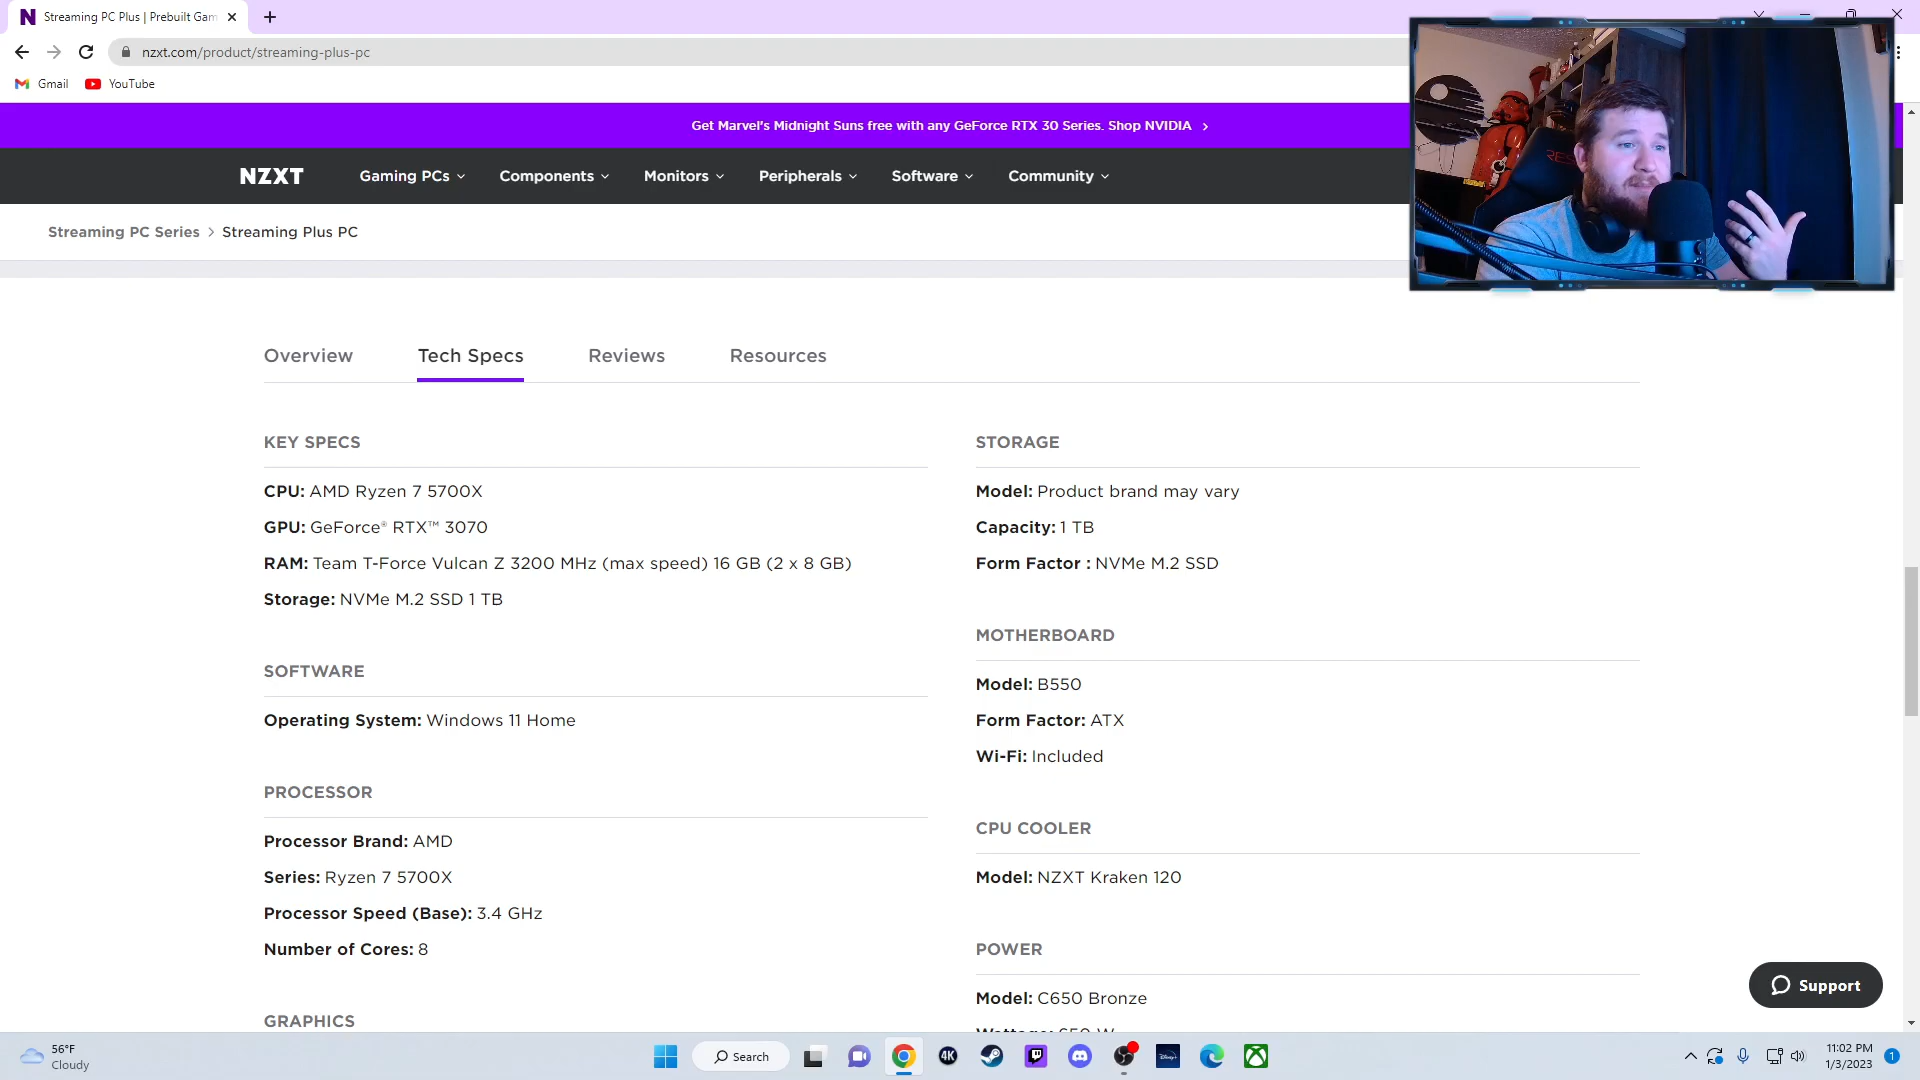 Streaming PC Plus | Prebuilt Gam
nzxt.com/product/streaming-plus-pc
Gmail YouTube
Get Marvel's Midnight Suns free with any GeForce RTX 30 Series. Shop NVIDIA
NZXT Gaming PCs Components Monitors Peripherals Software Community
Streaming PC Series > Streaming Plus PC
Overview Tech Specs Reviews Resources
KEY SPECS
CPU: AMD Ryzen 7 5700X
GPU: GeForce® RTX™ 3070
RAM: Team T-Force Vulcan Z 3200 MHz (max speed) 16 GB (2 x 8 GB)
Storage: NVMe M.2 SSD 1 TB
SOFTWARE
Operating System: Windows 11 Home
PROCESSOR
Processor Brand: AMD
Series: Ryzen 7 5700X
Processor Speed (Base): 3.4 GHz
Number of Cores: 8
GRAPHICS
STORAGE
Model: Product brand may vary
Capacity: 1 TB
Form Factor : NVMe M.2 SSD
MOTHERBOARD
Model: B550
Form Factor: ATX
Wi-Fi: Included
CPU COOLER
Model: NZXT Kraken 120
POWER
Model: C650 Bronze
Wattage: 650 W
Support
56°F
Cloudy
Search
4K
11:02 PM
1/3/2023
1